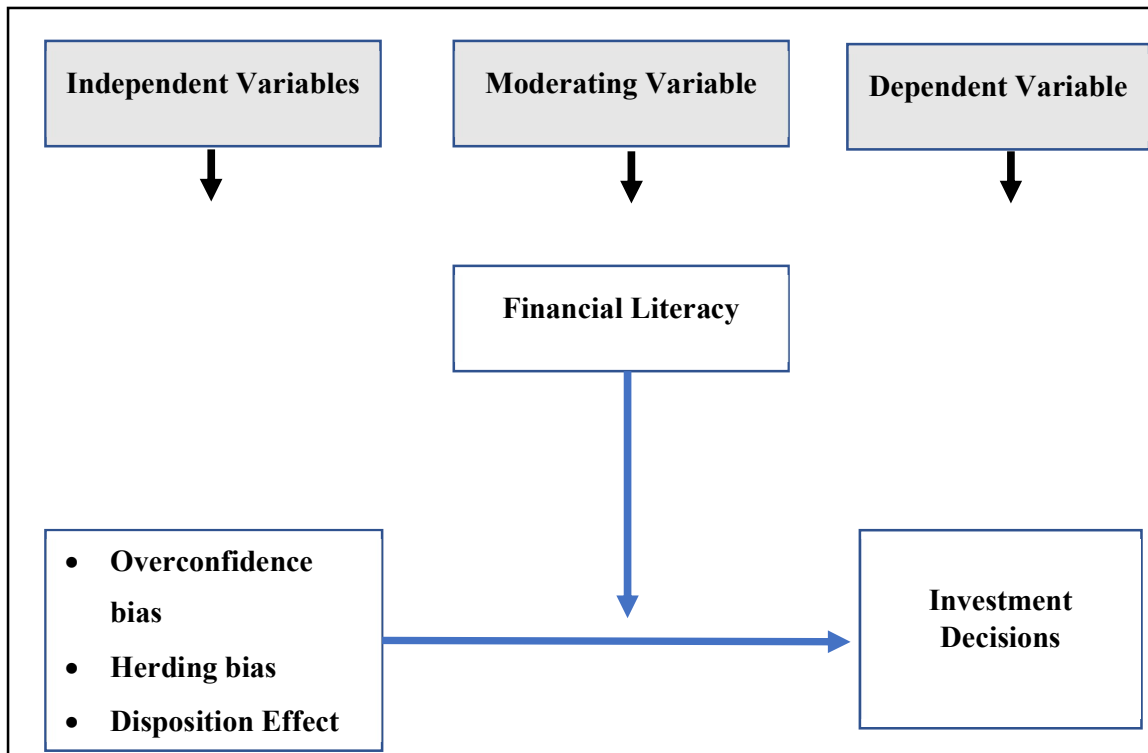 Independent Variables
Moderating Variable
Dependent Variable
Financial Literacy
• Overconfidence
bias
• Herding bias
• Disposition Effect
Investment
Decisions